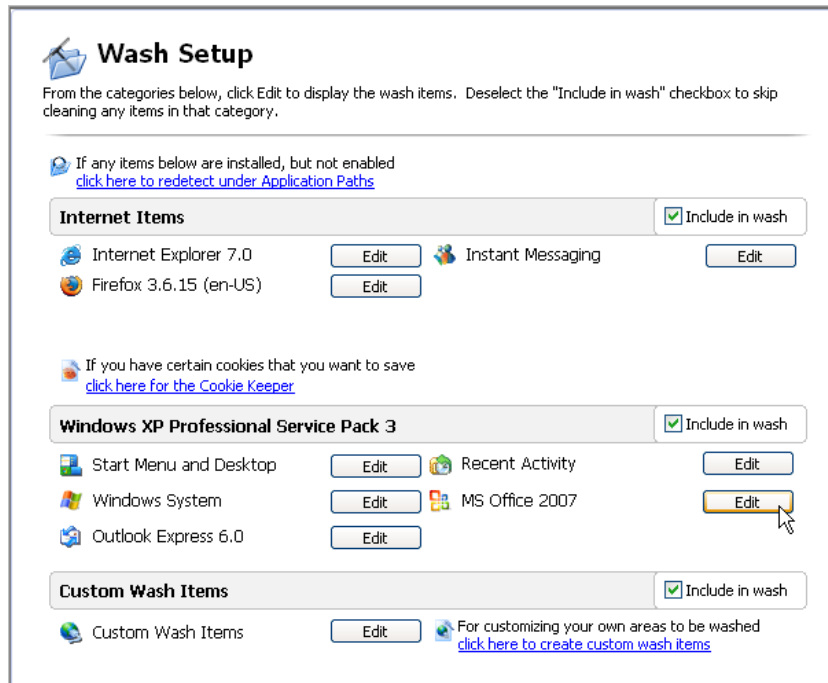 Wash Setup
From the categories below, click Edit to display the wash items. Deselect the "Include in wash" checkbox to skip
cleaning any items in that category.
If any items below are installed, but not enabled
click here to redetect under Application Paths
Internet Items
Include in wash
Internet Explorer 7.0
Edit
Instant Messaging
Edit
Firefox 3.6.15 (en-US)
Edit
If you have certain cookies that you want to save
click here for the Cookie Keeper
Windows XP Professional Service Pack 3
Include in wash
Start Menu and Desktop
Edit
Recent Activity
Edit
Windows System
Edit
MS Office 2007
Edit
Outlook Express 6.0
Edit
Custom Wash Items
Include in wash
Custom Wash Items
Edit
For customizing your own areas to be washed
click here to create custom wash items